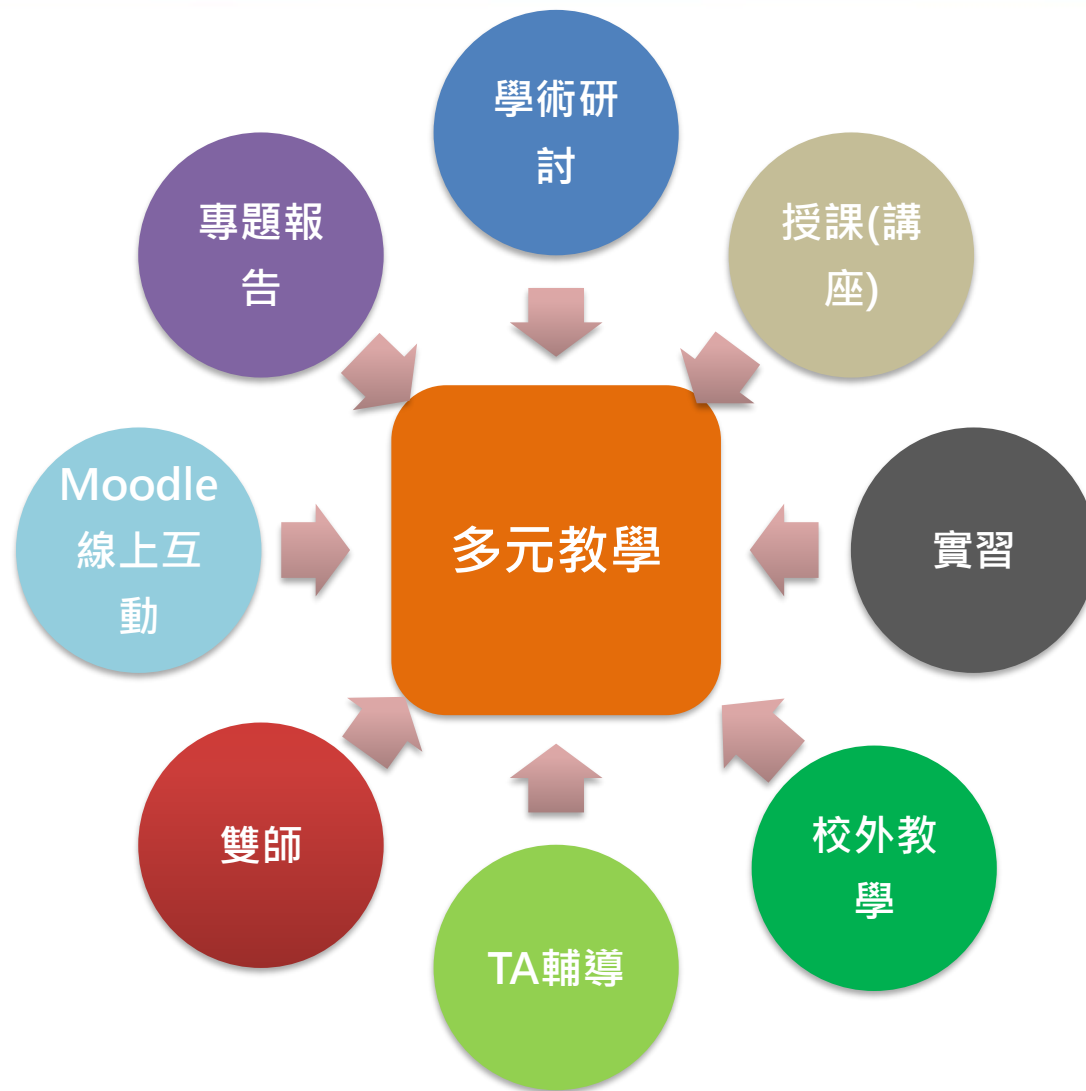 學術研
討
授課(講
座)
實習
校外教
學
TA輔導
雙師
Moodle
線上互
動
專題報
告
多元教學